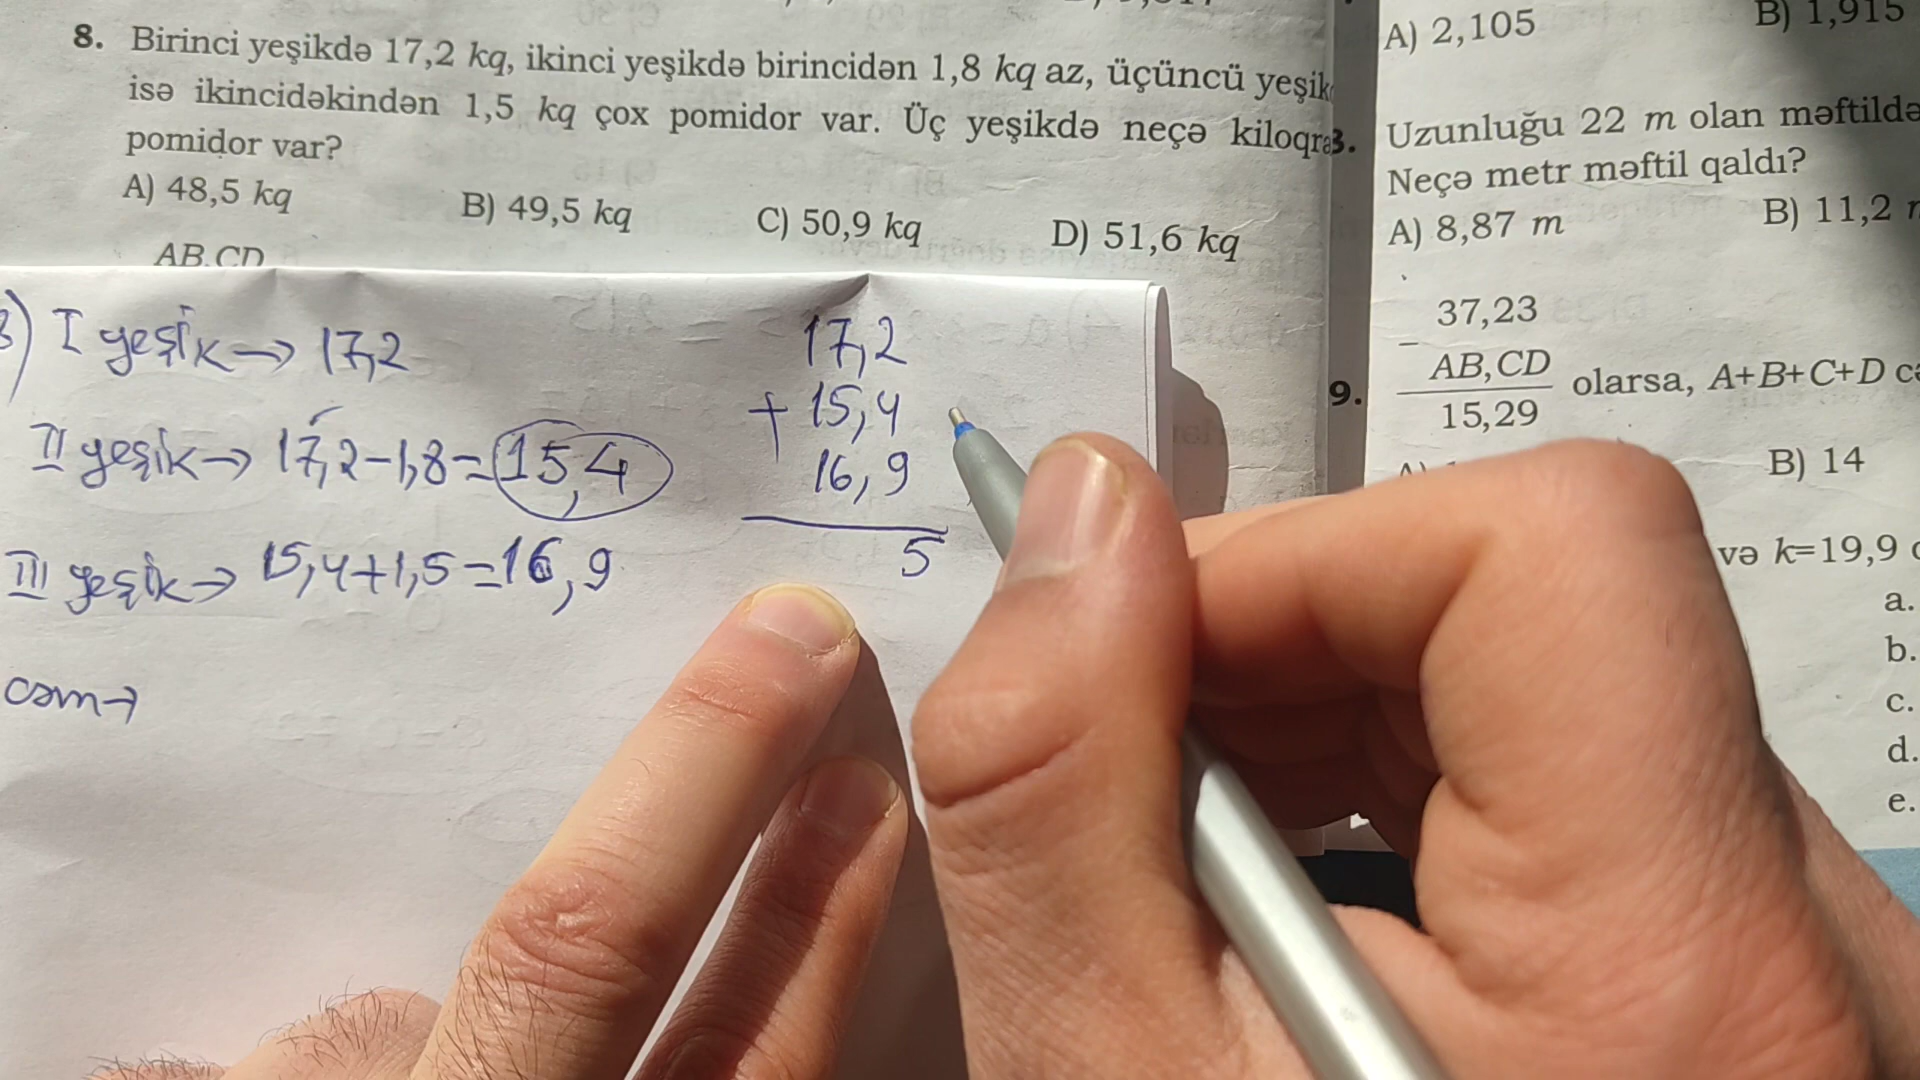 8. Birinci yeşikdə 17,2 kq, ikinci yeşikdə birincidən 1,8 kq az, üçüncü
isə ikincidəkindən 1,5 kq çox pomidor var. Üç yeşikdə neçə
pomidor var?
A) 48,5 kq B) 49,5 kq C) 50,9 kq D) 51,6 kq
AB,CD
I yeşik→ 17,2
II yeşik→ 17,2-1,8=15,4
III yeşik→ 15,4+1,5=16,9
cəm→
17,2
+ 15,4
16,9
5
A) 2,105 B) 1,915
3. Uzunluğu 22 m olan məftildə
Neçə metr məftil qaldı?
A) 8,87 m B) 11,2
9. 37,23
− AB,CD
15,29
olarsa, A+B+C+D
B) 14
və k=19,9
a.
b.
c.
d.
e.